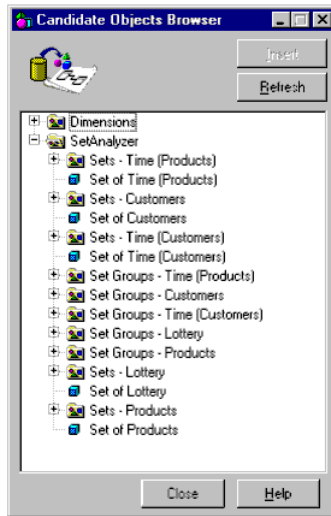 Candidate Objects Browser
Insert
Refresh
Dimensions
SetAnalyzer
Sets - Time (Products)
Set of Time (Products)
Sets - Customers
Set of Customers
Sets - Time (Customers)
Set of Time (Customers)
Set Groups - Time (Products)
Set Groups - Customers
Set Groups - Time (Customers)
Set Groups - Lottery
Set Groups - Products
Sets - Lottery
Set of Lottery
Sets - Products
Set of Products
Close
Help